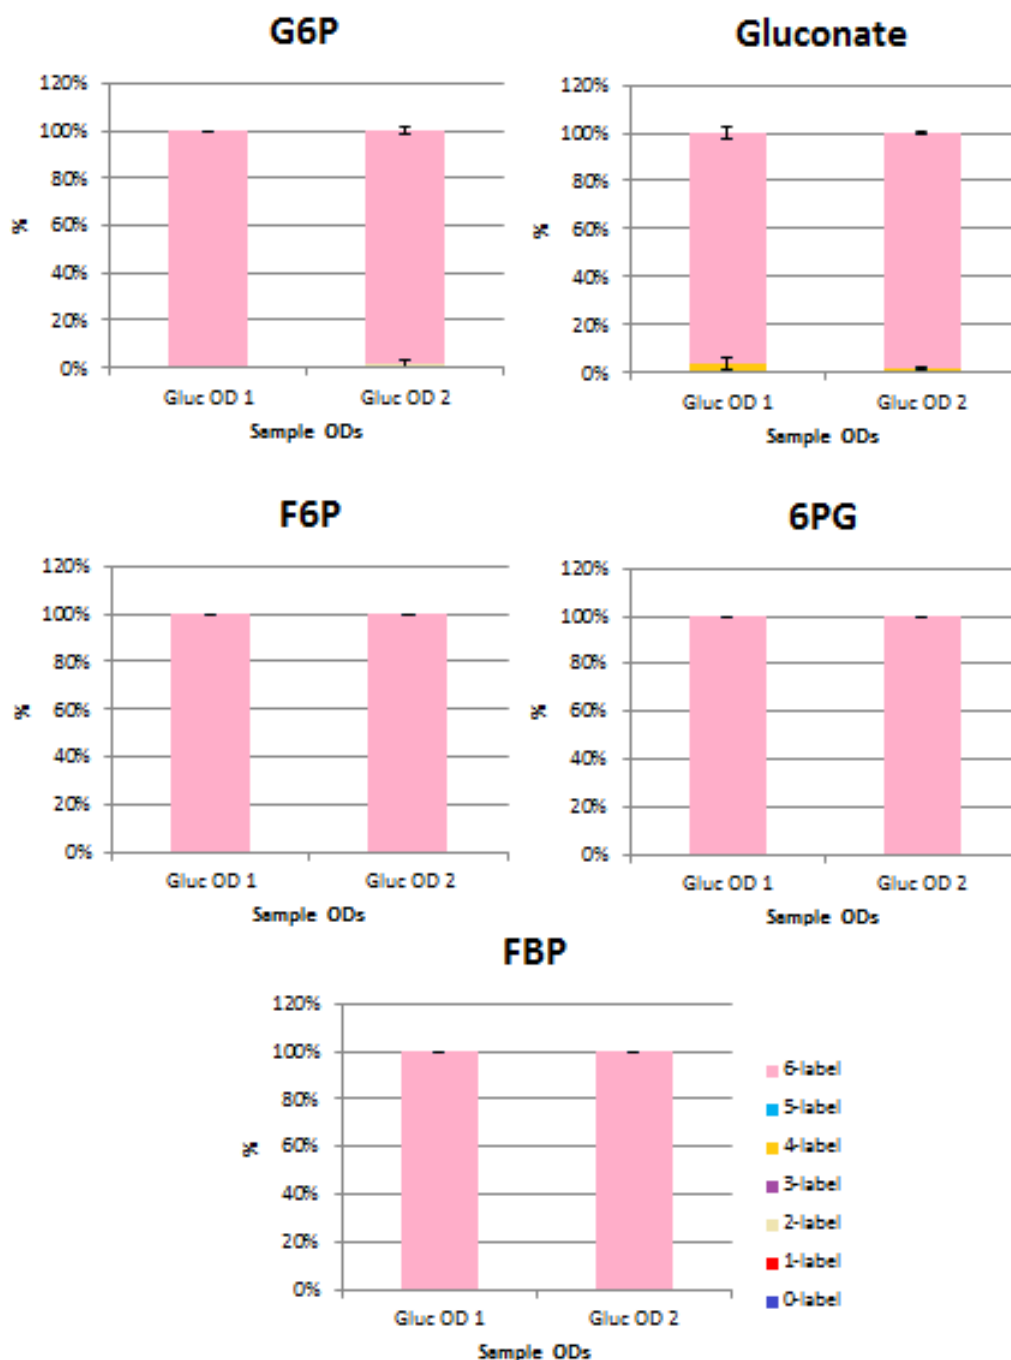 G6P
120%
100%
80%
60%
40%
20%
0%
%
Gluc OD 1
Gluc OD 2
Sample ODs
Gluconate
120%
100%
80%
60%
40%
20%
0%
%
Gluc OD 1
Gluc OD 2
Sample ODs
F6P
120%
100%
80%
60%
40%
20%
0%
%
Gluc OD 1
Gluc OD 2
Sample ODs
6PG
120%
100%
80%
60%
40%
20%
0%
%
Gluc OD 1
Gluc OD 2
Sample ODs
FBP
120%
100%
80%
60%
40%
20%
0%
%
Gluc OD 1
Gluc OD 2
Sample ODs
6-label
5-label
4-label
3-label
2-label
1-label
0-label